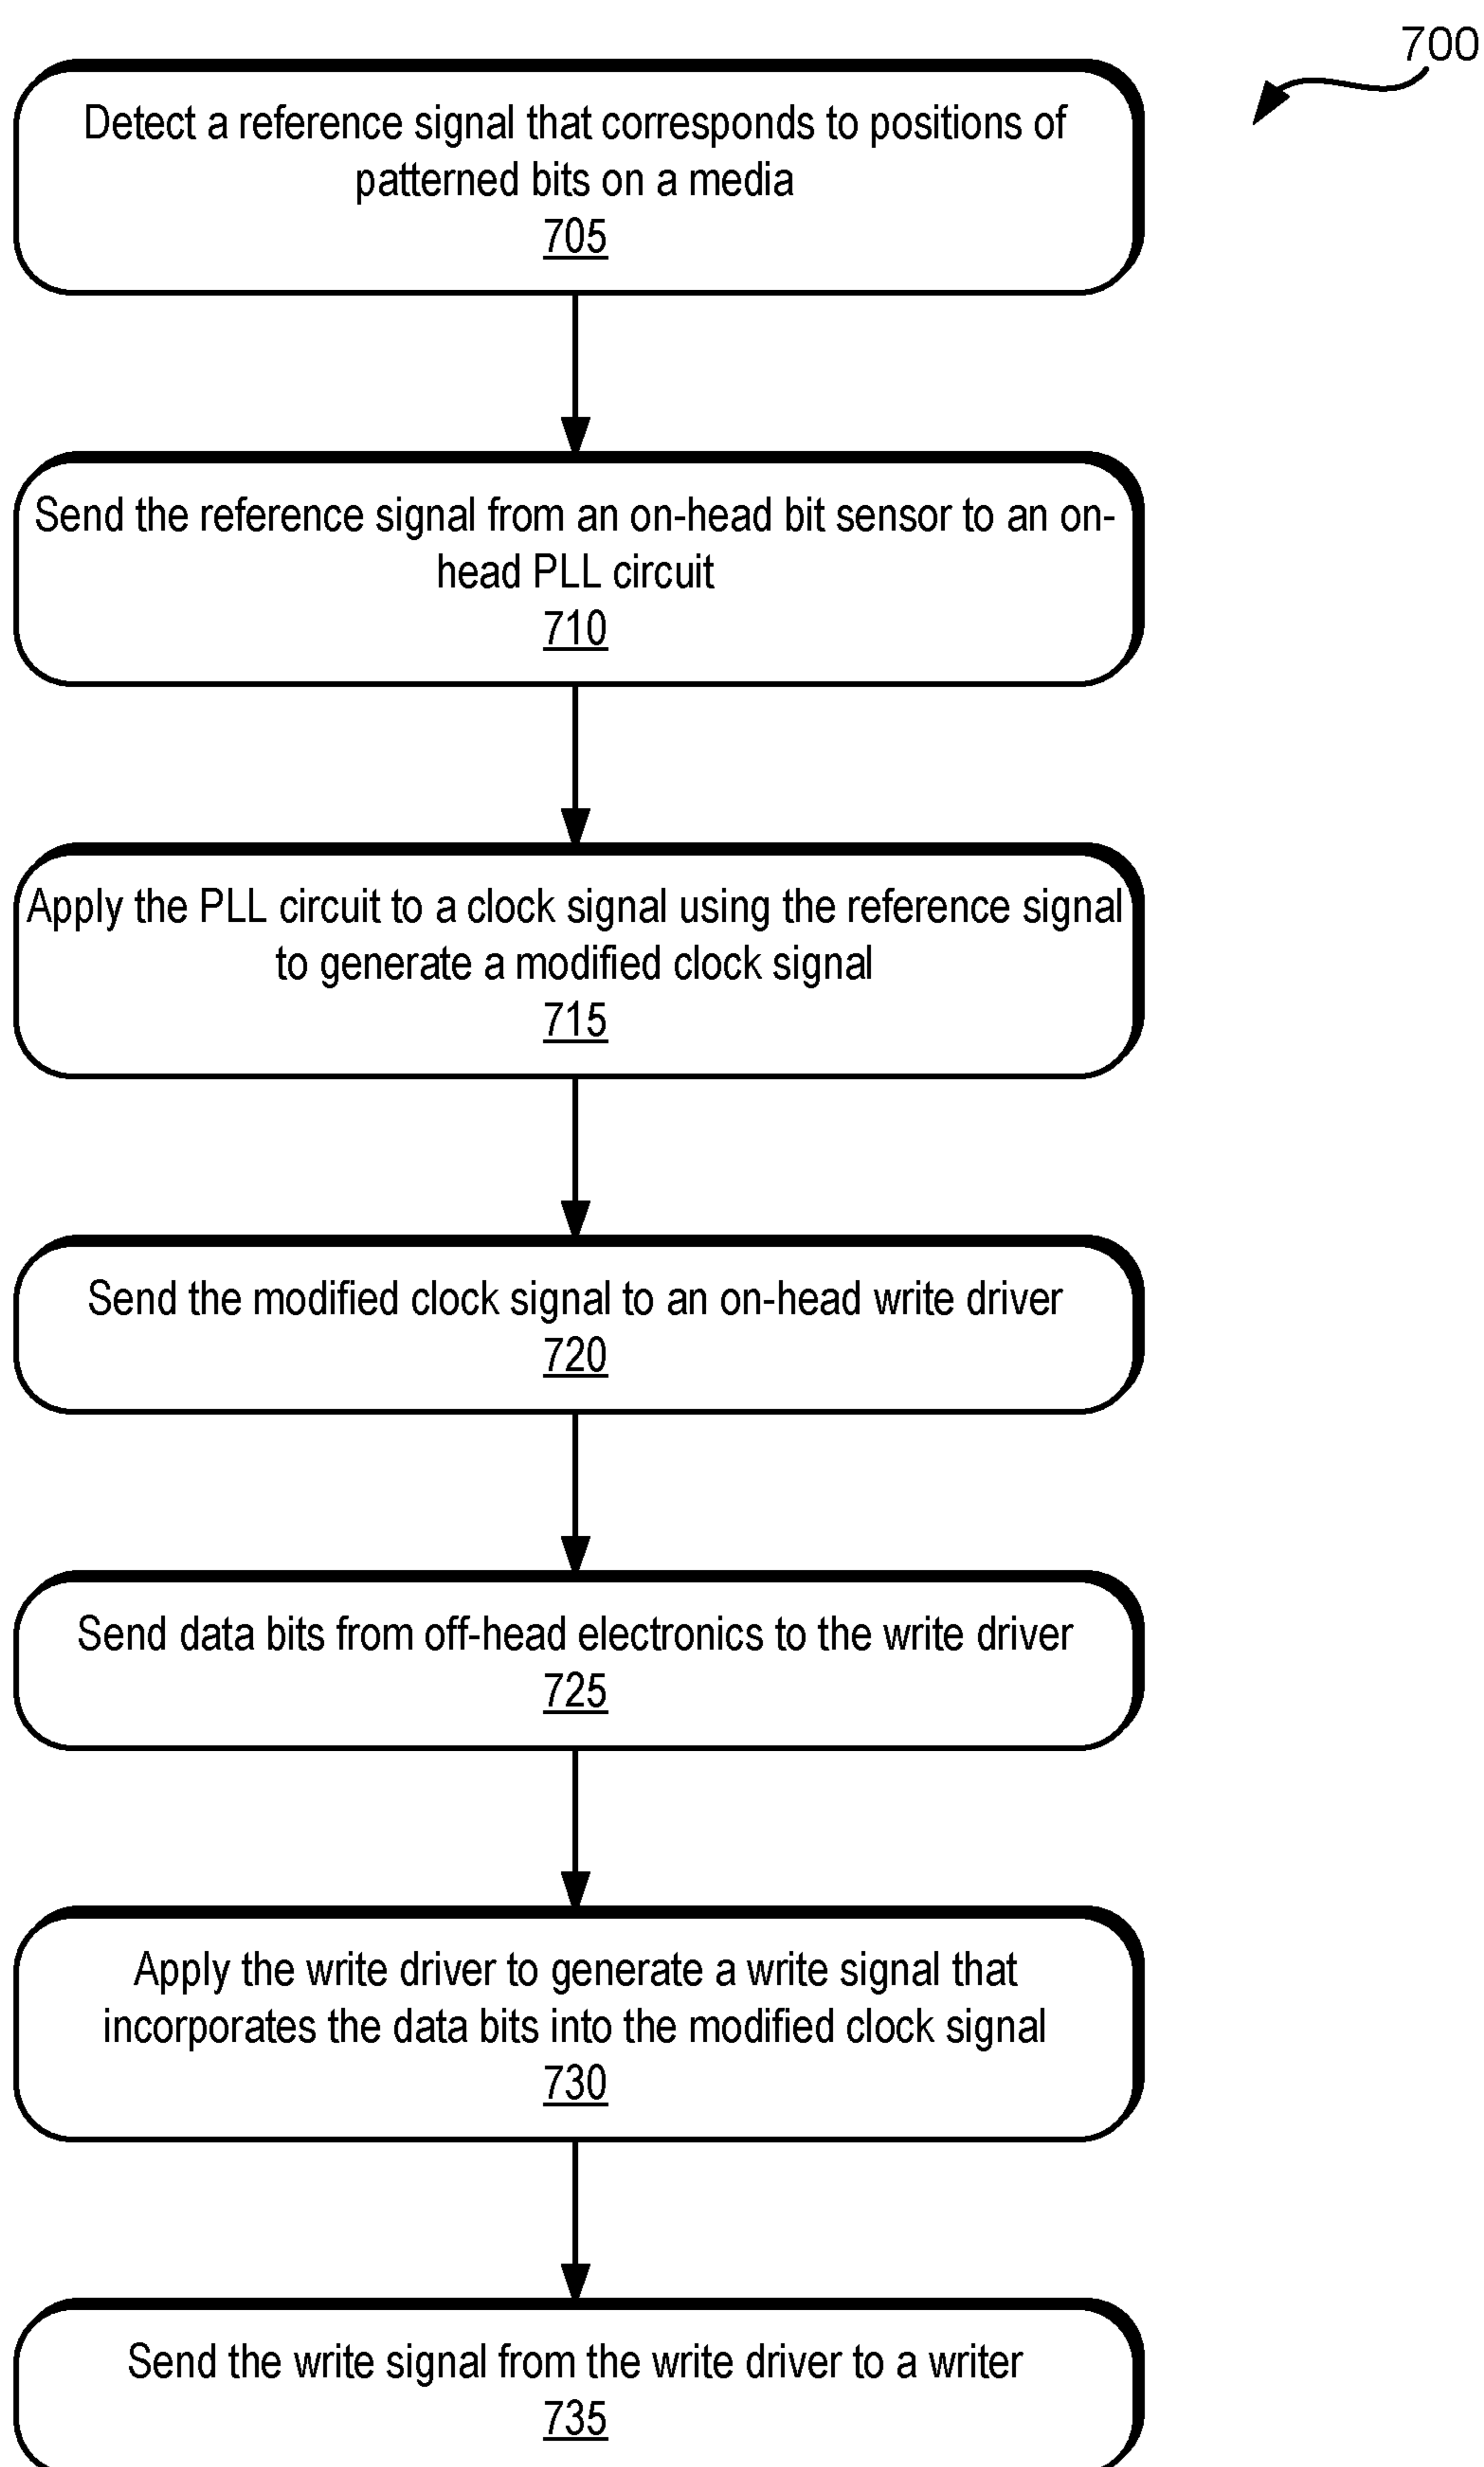 700
Detect a reference signal that corresponds to positions of
patterned bits on a media
705
Send the reference signal from an on-head bit sensor to an on-
head PLL circuit
710
Apply the PLL circuit to a clock signal using the reference signal
to generate a modified clock signal
715
Send the modified clock signal to an on-head write driver
720
Send data bits from off-head electronics to the write driver
725
Apply the write driver to generate a write signal that
incorporates the data bits into the modified clock signal
730
Send the write signal from the write driver to a writer
735